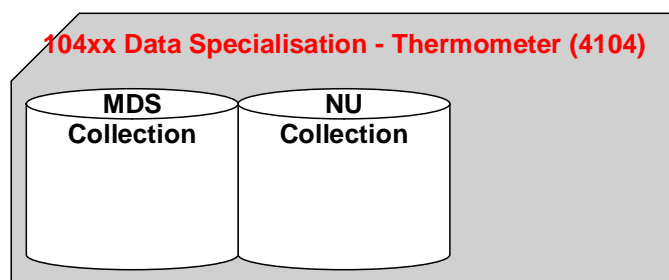 104xx Data Specialisation - Thermometer (4104)
MDS
Collection
NU
Collection